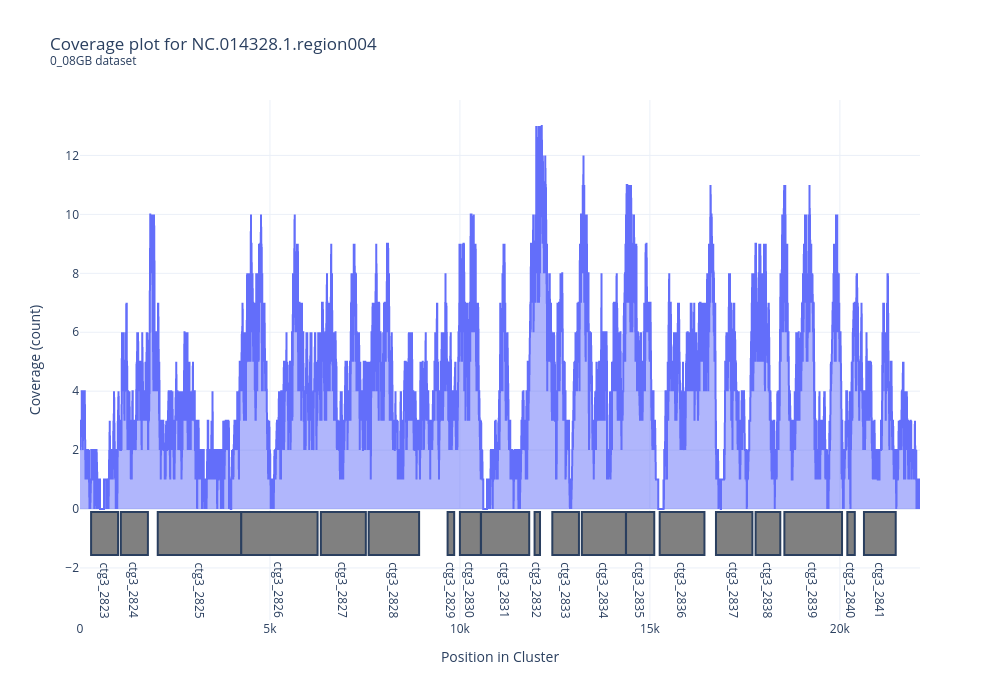 Coverage plot for NC.014328.1.region004
0_08GB dataset
12
10
8
6
4
2
0
−2
Coverage (count)
ctg3_2823
ctg3_2824
ctg3_2825
ctg3_2826
ctg3_2827
ctg3_2828
ctg3_2829
ctg3_2830
ctg3_2831
ctg3_2832
ctg3_2833
ctg3_2834
ctg3_2835
ctg3_2836
ctg3_2837
ctg3_2838
ctg3_2839
ctg3_2840
ctg3_2841
0
5k
10k
15k
20k
Position in Cluster